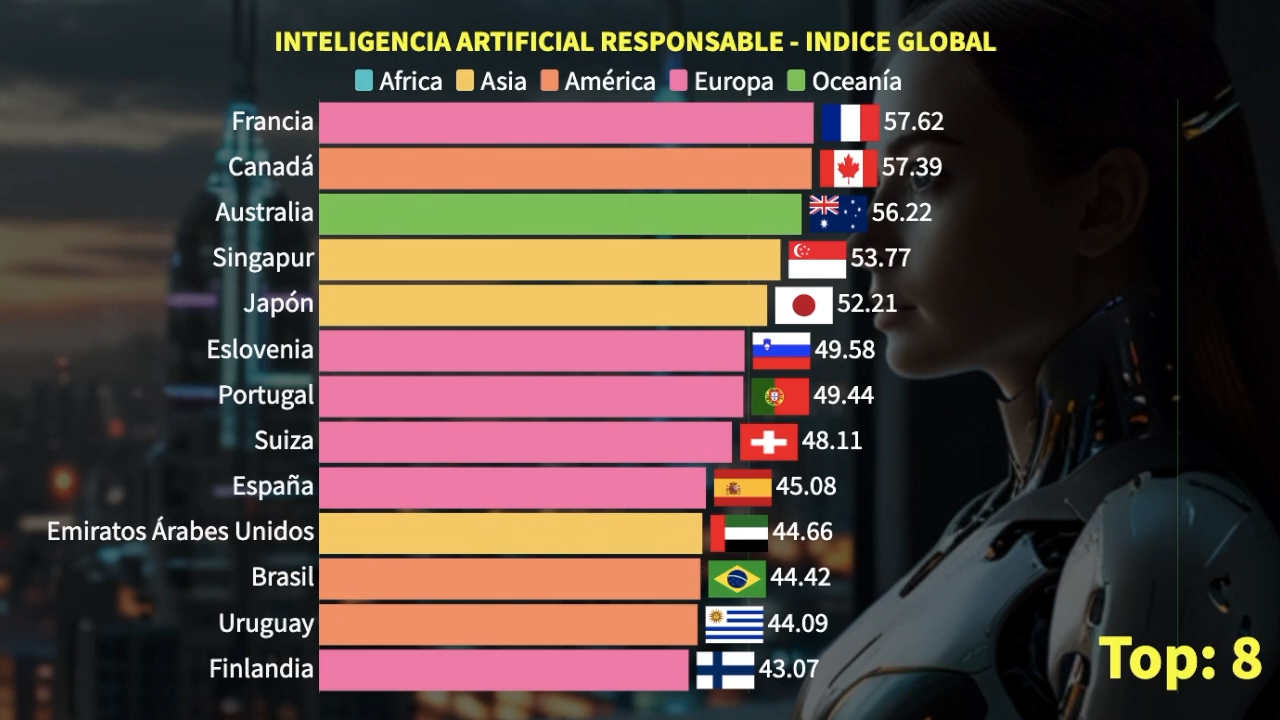 INTELIGENCIA ARTIFICIAL RESPONSABLE - INDICE GLOBAL
Africa Asia América Europa Oceanía
Francia 57.62
Canadá 57.39
Australia 56.22
Singapur 53.77
Japón 52.21
Eslovenia 49.58
Portugal 49.44
Suiza 48.11
España 45.08
Emiratos Árabes Unidos 44.66
Brasil 44.42
Uruguay 44.09
Finlandia 43.07
Top: 8